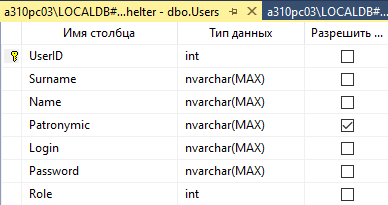 a310pc03\LOCALDB#...helter - dbo.Users
a310pc03\LOCALDB#
Имя столбца Тип данных Разрешить ...
UserID int
Surname nvarchar(MAX)
Name nvarchar(MAX)
Patronymic nvarchar(MAX)
Login nvarchar(MAX)
Password nvarchar(MAX)
Role int